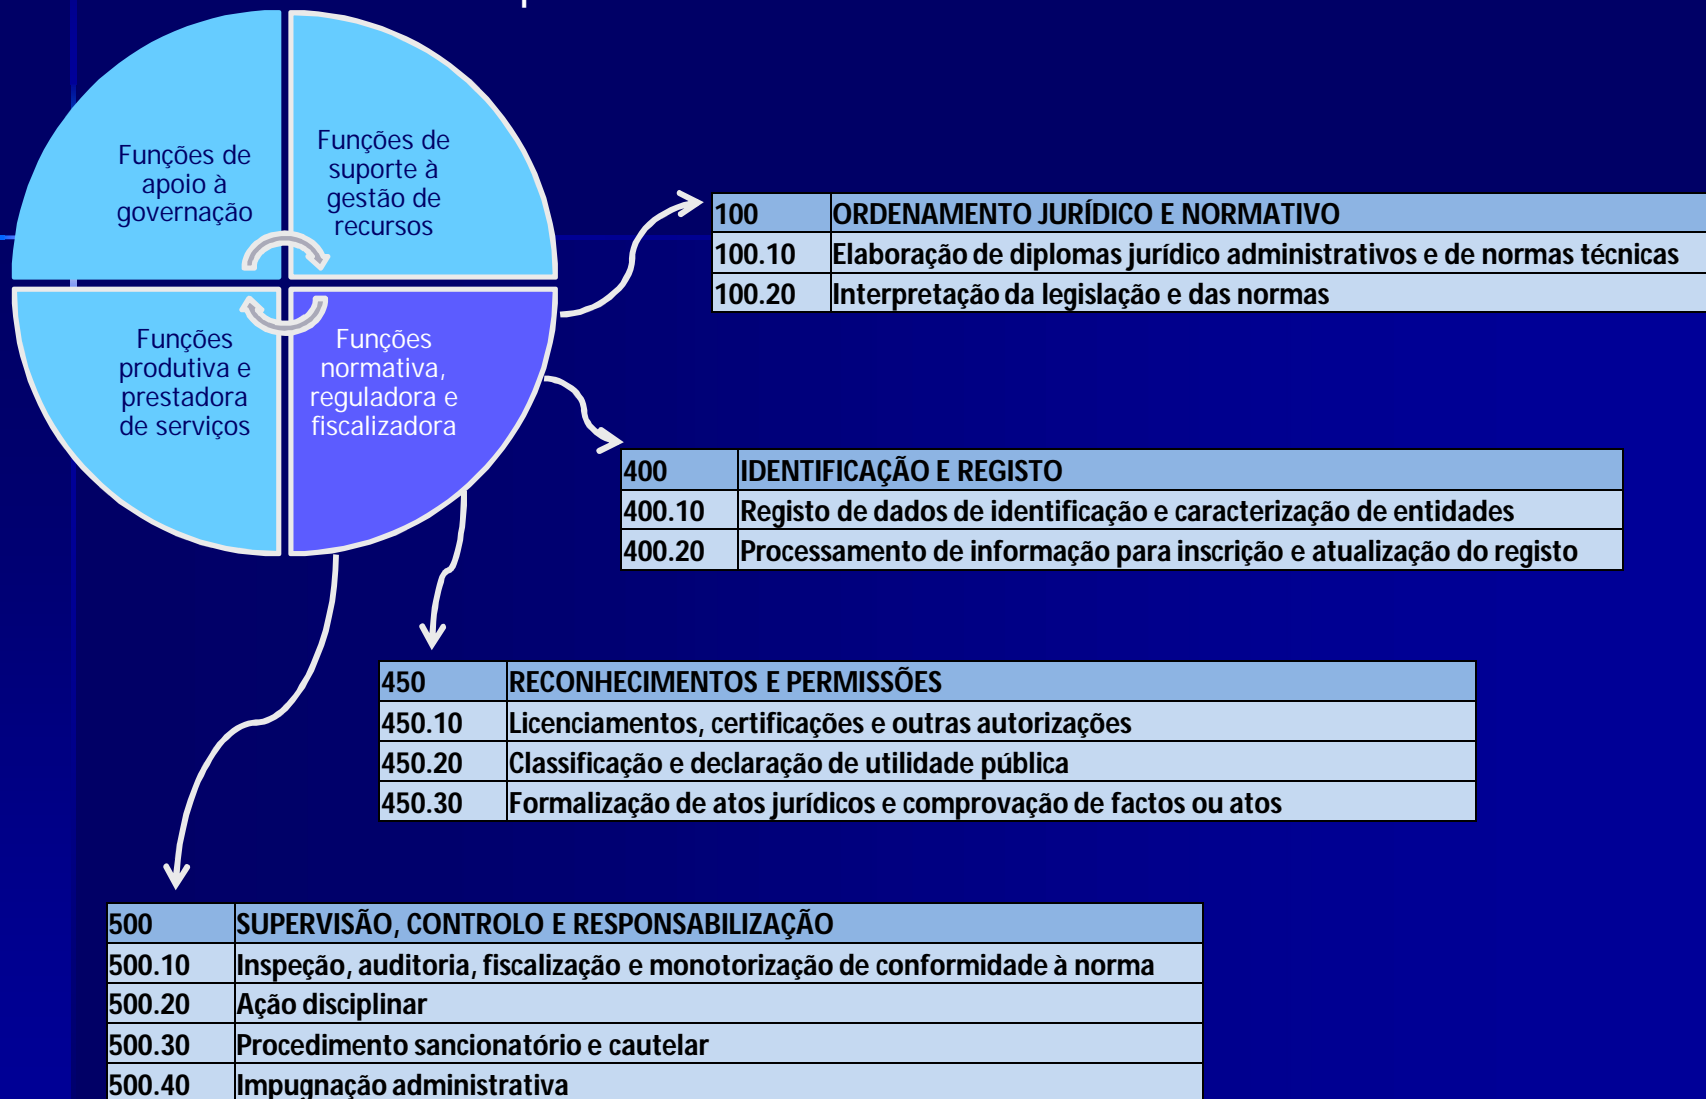 Funções de
apoio à
governação
Funções de
suporte à
gestão de
recursos
Funções
produtiva e
prestadora
de serviços
Funções
normativa,
reguladora e
fiscalizadora
100 ORDENAMENTO JURÍDICO E NORMATIVO
100.10 Elaboração de diplomas jurídico administrativos e de normas técnicas
100.20 Interpretação da legislação e das normas
400 IDENTIFICAÇÃO E REGISTO
400.10 Registo de dados de identificação e caracterização de entidades
400.20 Processamento de informação para inscrição e atualização do registo
450 RECONHECIMENTOS E PERMISSÕES
450.10 Licenciamentos, certificações e outras autorizações
450.20 Classificação e declaração de utilidade pública
450.30 Formalização de atos jurídicos e comprovação de factos ou atos
500 SUPERVISÃO, CONTROLO E RESPONSABILIZAÇÃO
500.10 Inspeção, auditoria, fiscalização e monotorização de conformidade à norma
500.20 Ação disciplinar
500.30 Procedimento sancionatório e cautelar
500.40 Impugnação administrativa